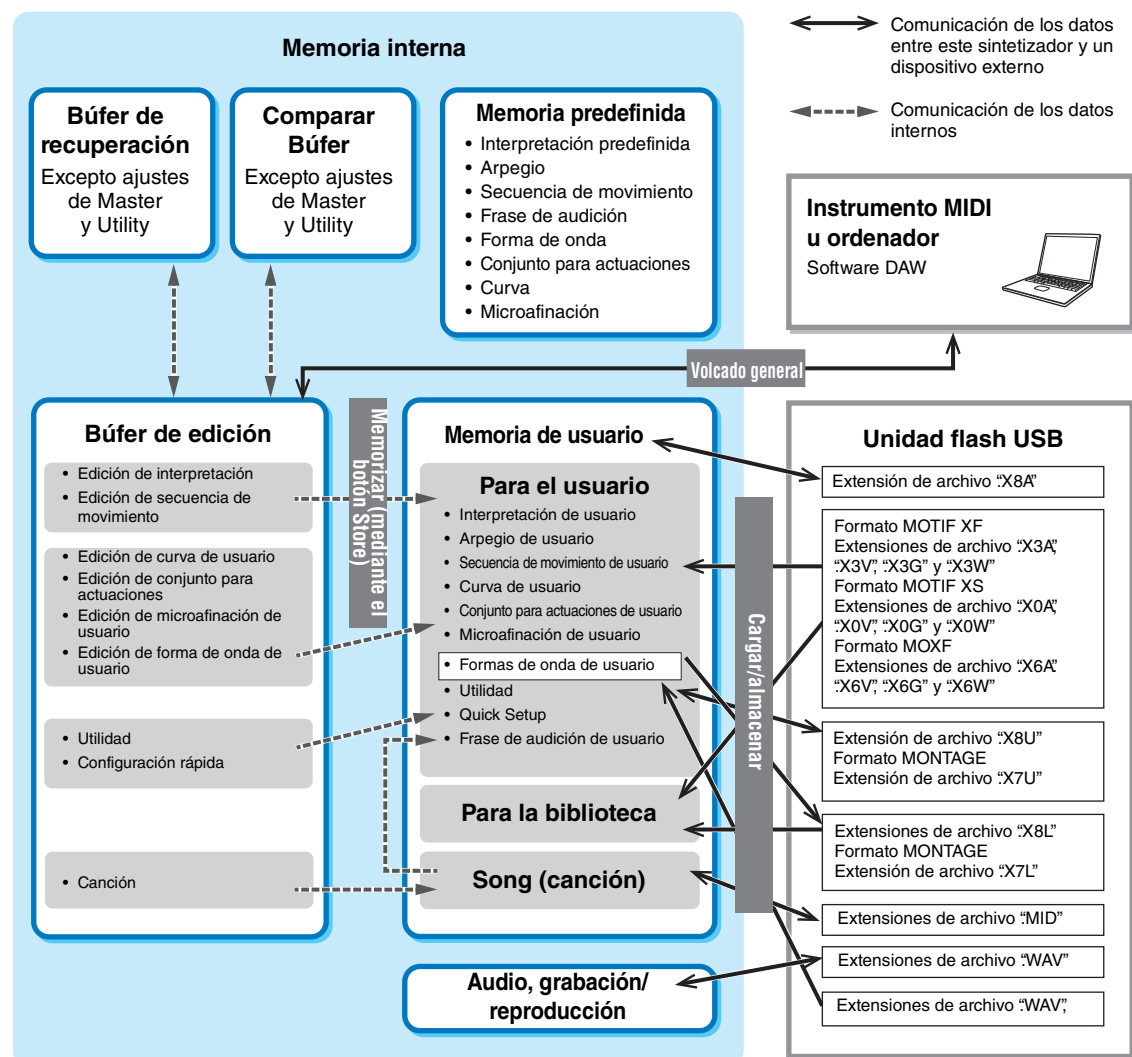 Memoria interna
Búfer de
recuperación
Excepto ajustes
de Master
y Utility
Comparar
Búfer
Excepto ajustes
de Master
y Utility
Memoria predefinida
• Interpretación predefinida
• Arpegio
• Secuencia de movimiento
• Frase de audición
• Forma de onda
• Conjunto para actuaciones
• Curva
• Microafinación
Comunicación de los datos
entre este sintetizador y un
dispositivo externo
Comunicación de los datos
internos
Instrumento MIDI
u ordenador
Software DAW
Volcado general
Búfer de edición
• Edición de interpretación
• Edición de secuencia de
movimiento
• Edición de curva de usuario
• Edición de conjunto para
actuaciones
• Edición de microafinación de
usuario
• Edición de forma de onda de
usuario
• Utilidad
• Configuración rápida
• Canción
Memorizar (mediante el
botón Store)
Memoria de usuario
Para el usuario
• Interpretación de usuario
• Arpegio de usuario
• Secuencia de movimiento de usuario
• Curva de usuario
• Conjunto para actuaciones de usuario
• Microafinación de usuario
• Formas de onda de usuario
• Utilidad
• Quick Setup
• Frase de audición de usuario
Para la biblioteca
Song (canción)
Audio, grabación/
reproducción
Cargar/almacenar
Unidad flash USB
Extensión de archivo “.X8A”
Formato MOTIF XF
Extensiones de archivo “.X3A”,
“.X3V”, “.X3G” y “.X3W”
Formato MOTIF XS
Extensiones de archivo “.X0A”,
“.X0V”, “.X0G” y “.X0W”
Formato MOXF
Extensiones de archivo “.X6A”
“.X6V”, “.X6G” y “.X6W”
Extensión de archivo “.X8U”
Formato MONTAGE
Extensión de archivo “.X7U”
Extensiones de archivo “.X8L”
Formato MONTAGE
Extensión de archivo “.X7L”
Extensiones de archivo “.MID”
Extensiones de archivo “.WAV”
Extensiones de archivo “.WAV”,